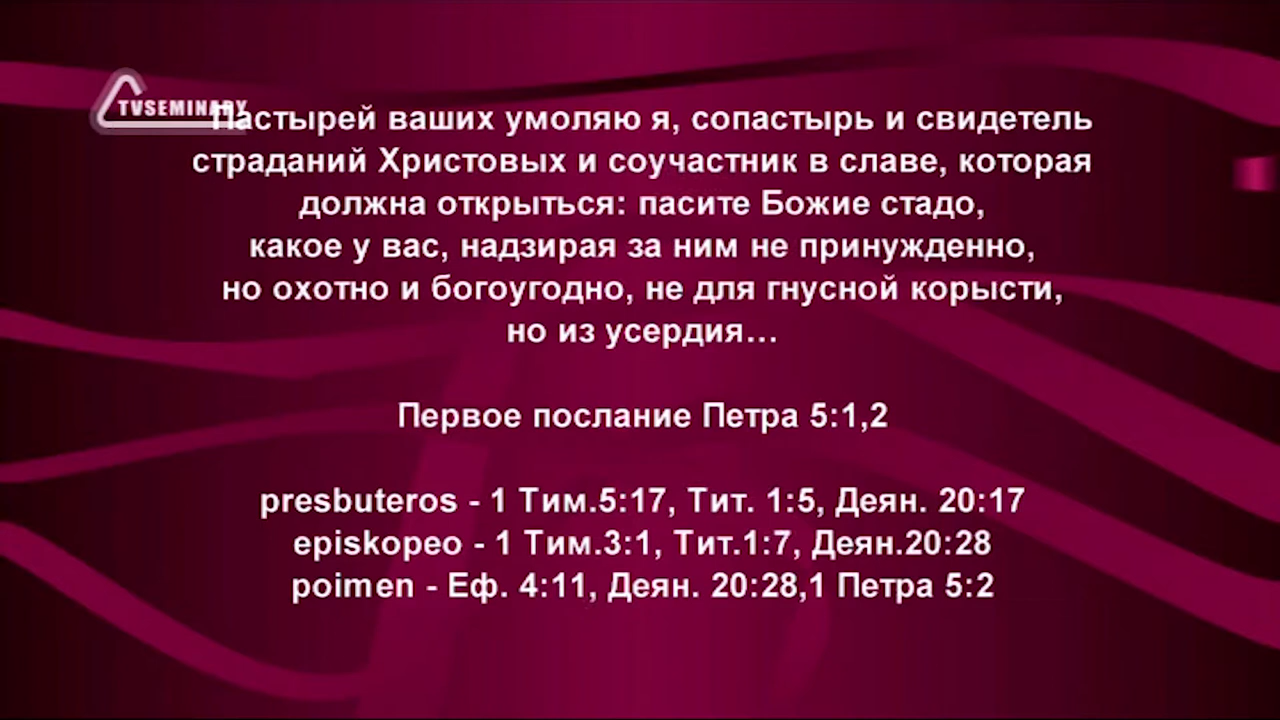 TVSEMINARY
Пастырей ваших умоляю я, сопастырь и свидетель
страданий Христовых и соучастник в славе, которая
должна открыться: пасите Божие стадо,
какое у вас, надзирая за ним не принужденно,
но охотно и богоугодно, не для гнусной корысти,
но из усердия...
Первое послание Петра 5:1,2
presbuteros - 1 Тим.5:17, Тит. 1:5, Деян. 20:17
episkopeo - 1 Тим.3:1, Тит.1:7, Деян.20:28
poimen - Еф. 4:11, Деян. 20:28,1 Петра 5:2